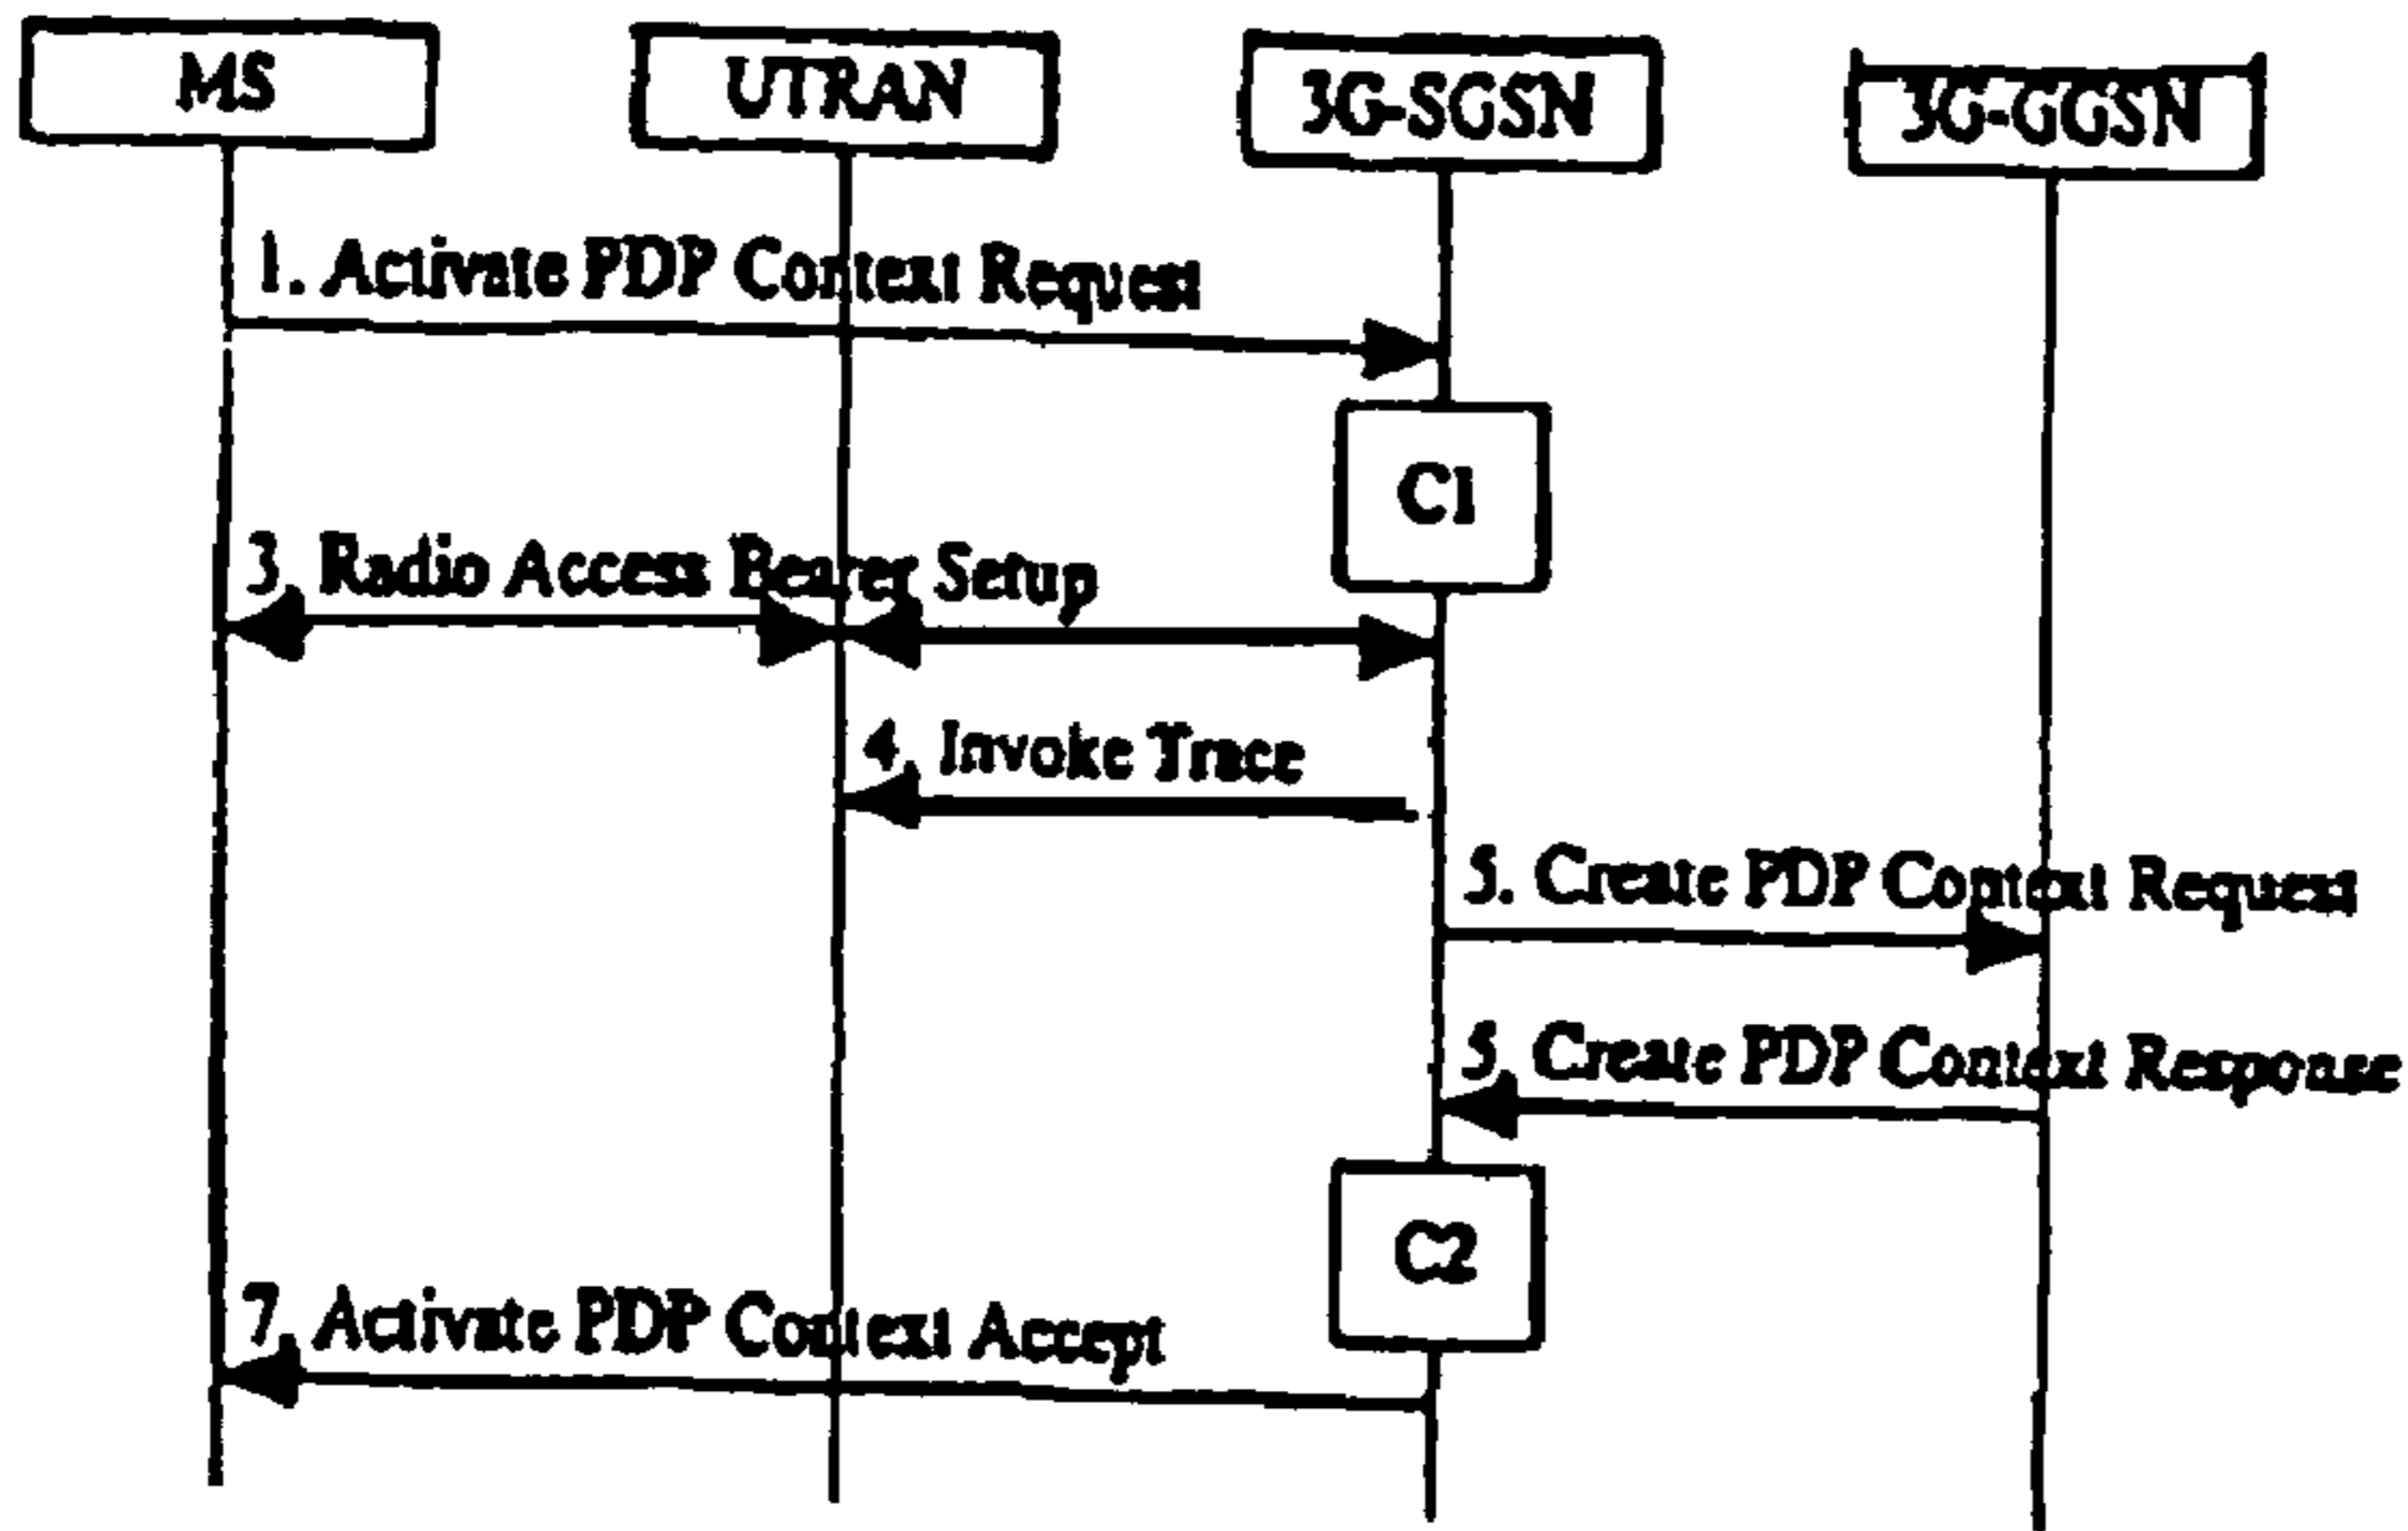 MS
UTRAN
3G-SGSN
3G-GGSN
1. Activate PDP Context Request
C1
3. Radio Access Bearer Setup
4. Invoke Trace
5. Create PDP Context Request
5. Create PDP Context Response
C2
7. Activate PDP Context Accept